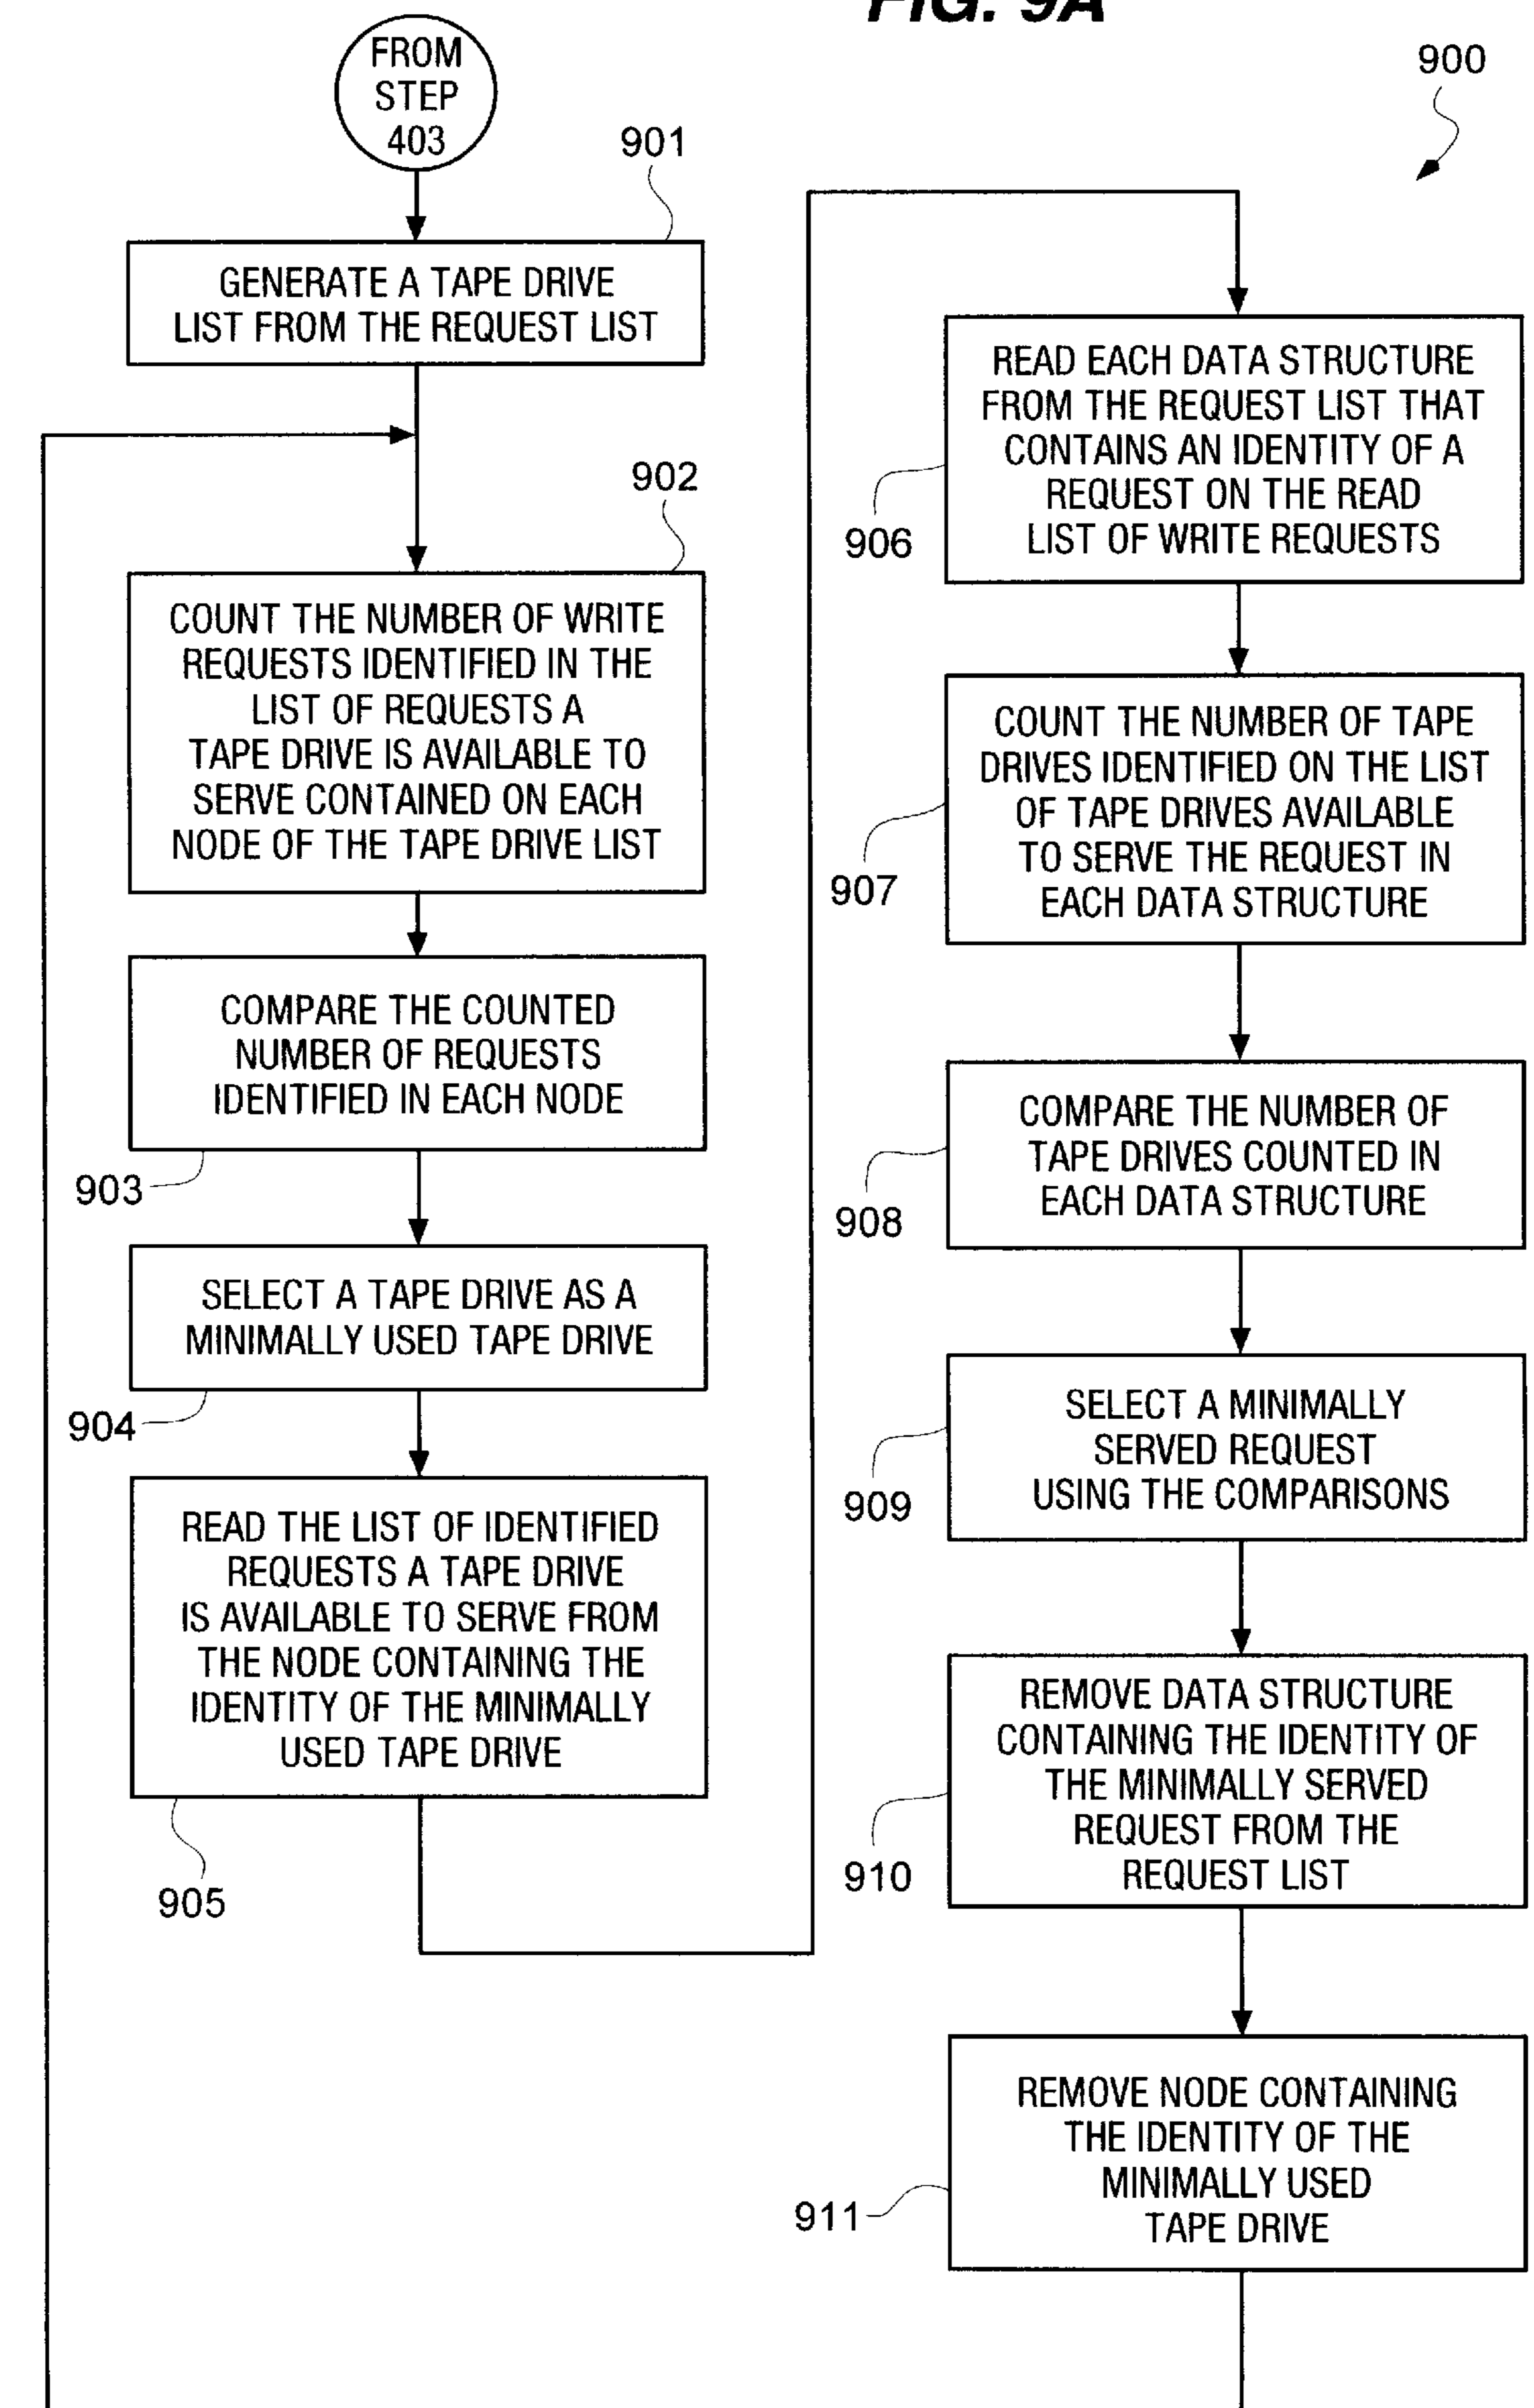 FIG. 9A
900
FROM
STEP
403
901
GENERATE A TAPE DRIVE
LIST FROM THE REQUEST LIST
902
COUNT THE NUMBER OF WRITE
REQUESTS IDENTIFIED IN THE
LIST OF REQUESTS A
TAPE DRIVE IS AVAILABLE TO
SERVE CONTAINED ON EACH
NODE OF THE TAPE DRIVE LIST
COMPARE THE COUNTED
NUMBER OF REQUESTS
IDENTIFIED IN EACH NODE
903
SELECT A TAPE DRIVE AS A
MINIMALLY USED TAPE DRIVE
904
READ THE LIST OF IDENTIFIED
REQUESTS A TAPE DRIVE
IS AVAILABLE TO SERVE FROM
THE NODE CONTAINING THE
IDENTITY OF THE MINIMALLY
USED TAPE DRIVE
905
READ EACH DATA STRUCTURE
FROM THE REQUEST LIST THAT
CONTAINS AN IDENTITY OF A
REQUEST ON THE READ
LIST OF WRITE REQUESTS
906
COUNT THE NUMBER OF TAPE
DRIVES IDENTIFIED ON THE LIST
OF TAPE DRIVES AVAILABLE
TO SERVE THE REQUEST IN
EACH DATA STRUCTURE
907
COMPARE THE NUMBER OF
TAPE DRIVES COUNTED IN
EACH DATA STRUCTURE
908
SELECT A MINIMALLY
SERVED REQUEST
USING THE COMPARISONS
909
REMOVE DATA STRUCTURE
CONTAINING THE IDENTITY OF
THE MINIMALLY SERVED
REQUEST FROM THE
REQUEST LIST
910
REMOVE NODE CONTAINING
THE IDENTITY OF THE
MINIMALLY USED
TAPE DRIVE
911